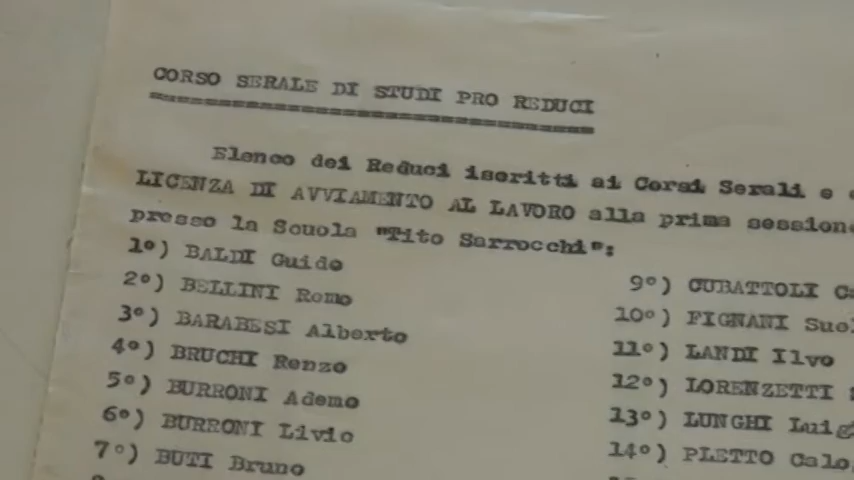 CORSO SERALE DI STUDI PRO REDUCI
Elenco dei Reduci iscritti ai Corsi Serali e
LICENZA DI AVVIAMENTO AL LAVORO alla prima sessione
presso la Scuola "Tito Sarrocchi":
1°) BALDI Guido
2°) BELLINI Romo
3°) BARABESI Alberto
4°) BRUCHI Renzo
5°) BURRONI Ademo
6°) BURRONI Livio
7°) BUTI Bruno
9°) CUBATTOLI
10°) FIGNANI
11°) LANDI Ilvo
12°) LORENZETTI
13°) LUNGHI
14°) PLETTO